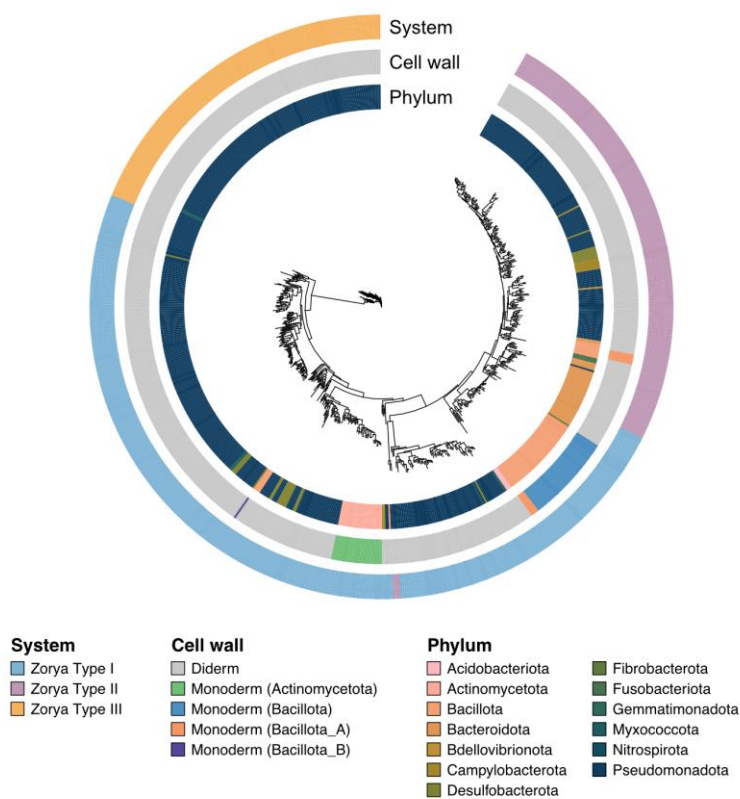 System
Cell wall
Phylum
System
Zorya Type I
Zorya Type II
Zorya Type III
Cell wall
Diderm
Monoderm (Actinomycetota)
Monoderm (Bacillota)
Monoderm (Bacillota_A)
Monoderm (Bacillota_B)
Phylum
Acidobacteriota
Actinomycetota
Bacillota
Bacteroidota
Bdellovibrionota
Campylobacterota
Desulfobacterota
Fibrobacterota
Fusobacteriota
Gemmatimonadota
Myxococcota
Nitrospirota
Pseudomonadota